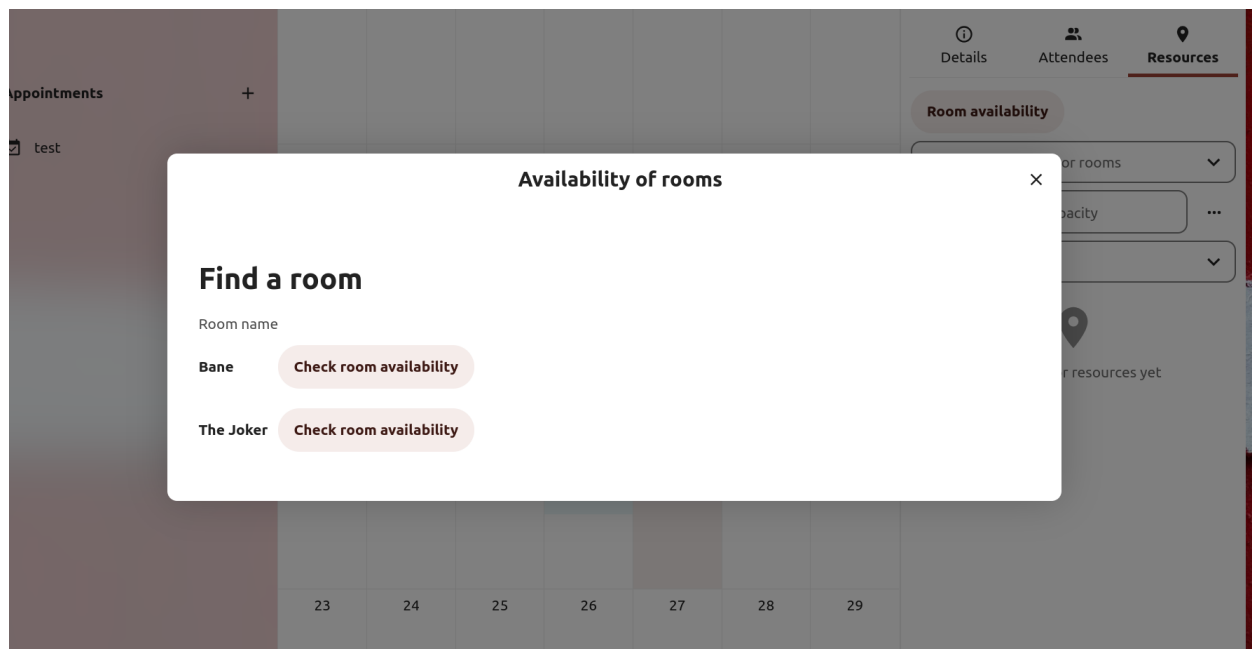 Details
Attendees
Resources
Appointments
Room availability
test
or rooms
Availability of rooms
Find a room
Room name
Bane
Check room availability
The Joker
Check room availability
resources yet
23 24 25 26 27 28 29